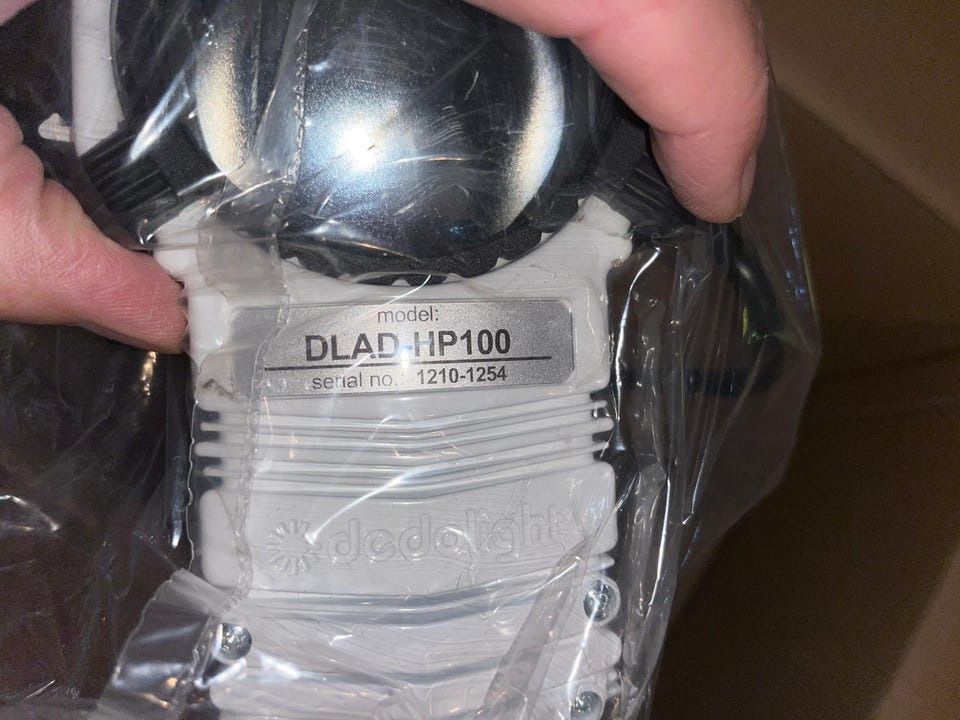 model:
DLAD-HP100
serial no.: 1210-1254
dedolight